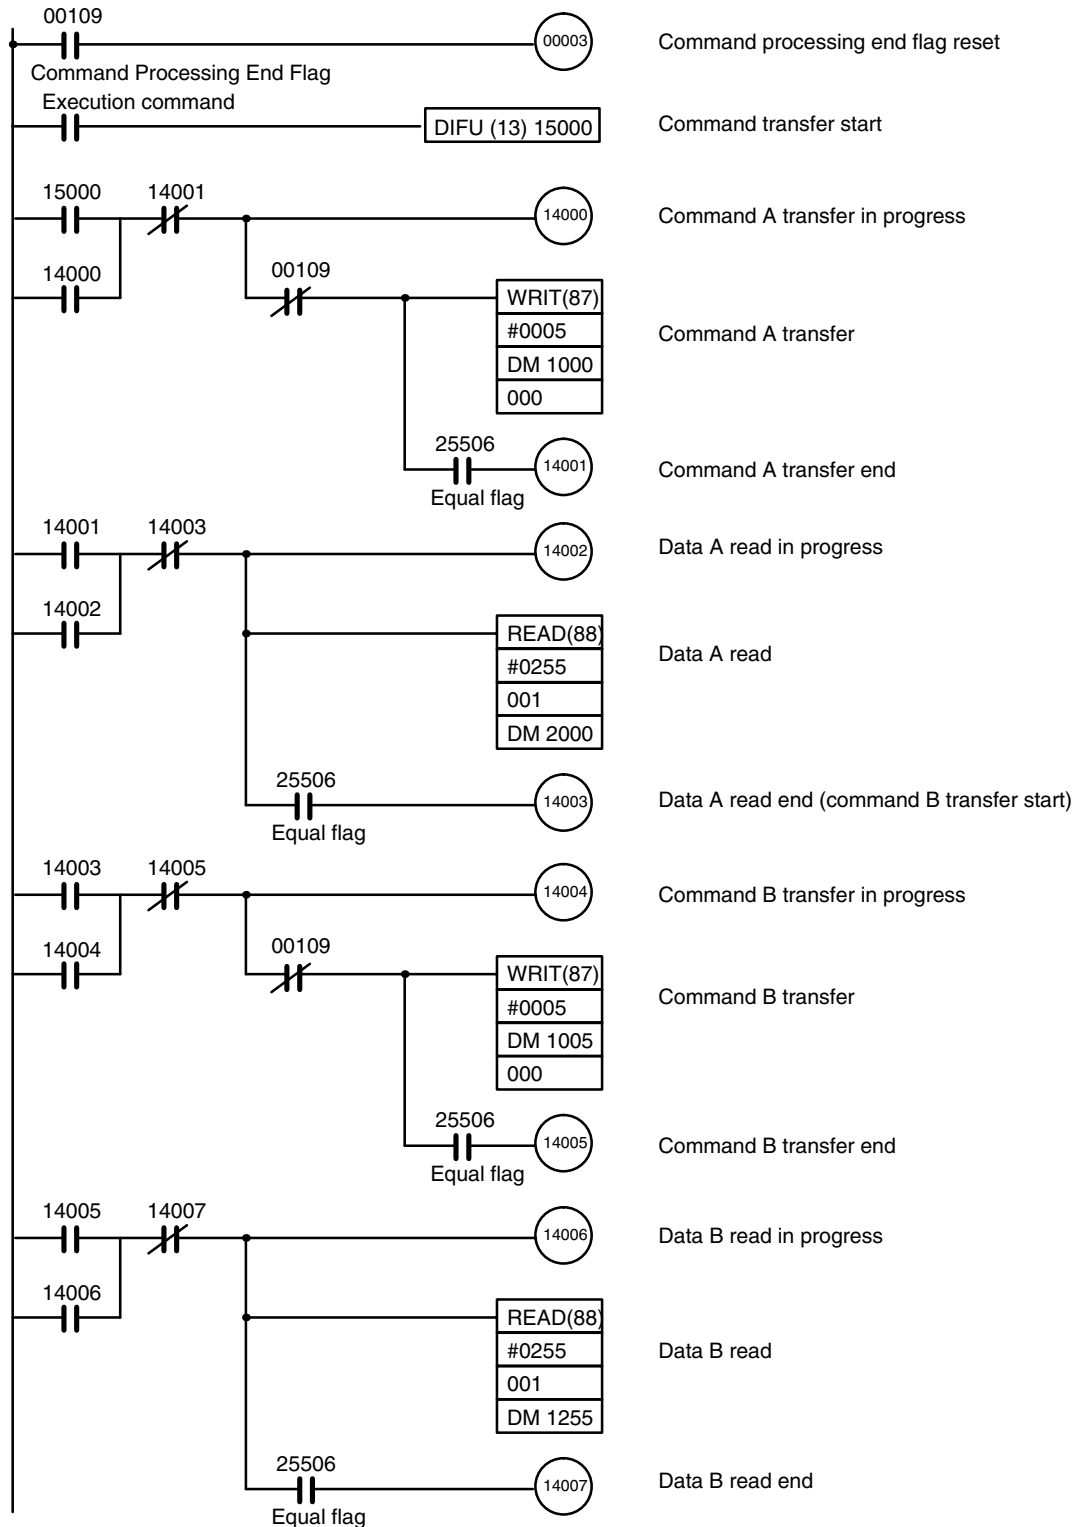 00109
00003
Command processing end flag reset
Command Processing End Flag
Execution command
DIFU (13) 15000
Command transfer start
15000
14001
14000
Command A transfer in progress
14000
00109
WRIT(87)
#0005
DM 1000
000
Command A transfer
25506
14001
Command A transfer end
Equal flag
14001
14003
14002
Data A read in progress
14002
READ(88)
#0255
001
DM 2000
Data A read
25506
14003
Data A read end (command B transfer start)
Equal flag
14003
14005
14004
Command B transfer in progress
14004
00109
WRIT(87)
#0005
DM 1005
000
Command B transfer
25506
14005
Command B transfer end
Equal flag
14005
14007
14006
Data B read in progress
14006
READ(88)
#0255
001
DM 1255
Data B read
25506
14007
Data B read end
Equal flag